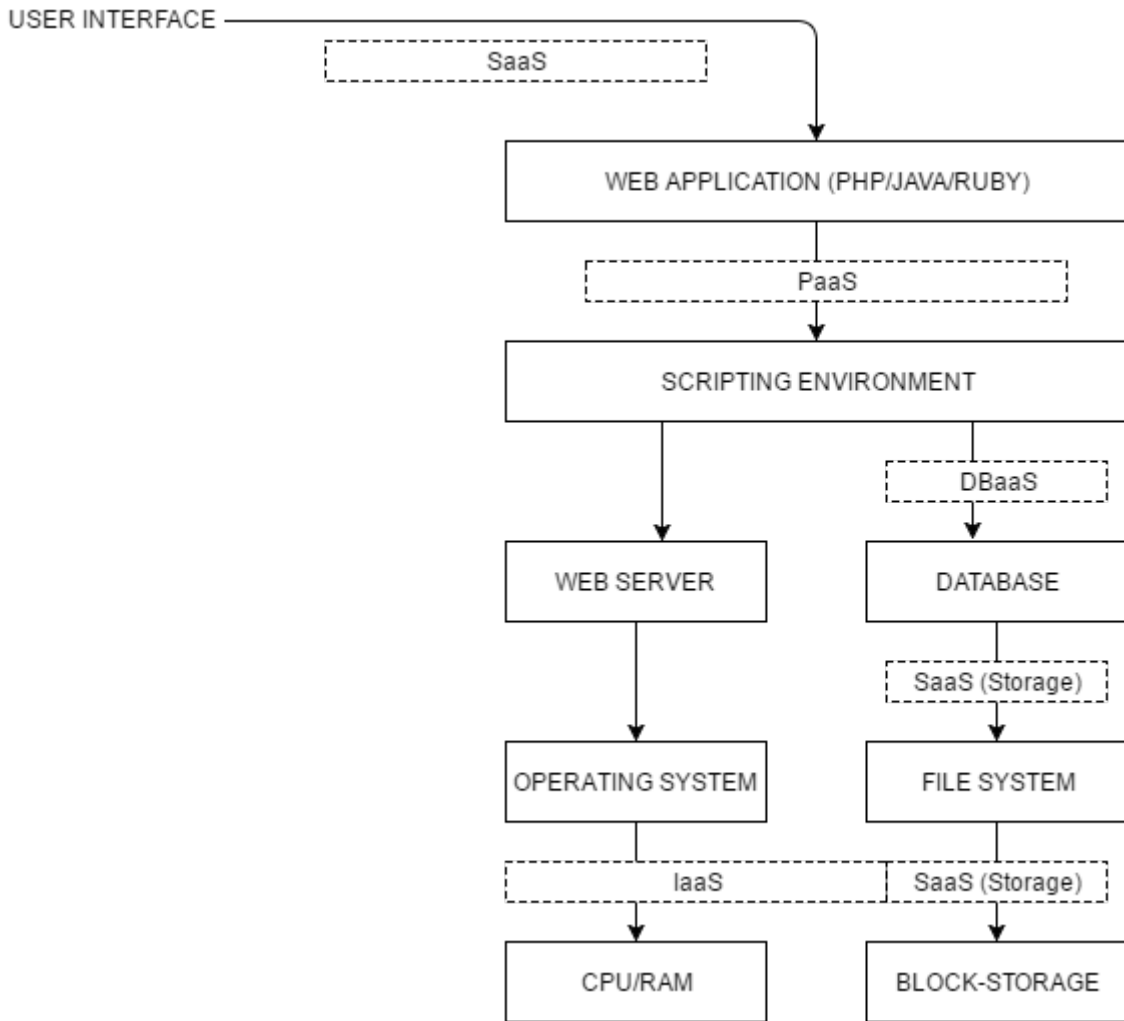 USER INTERFACE
SaaS
WEB APPLICATION (PHP/JAVA/RUBY)
PaaS
SCRIPTING ENVIRONMENT
DBaaS
WEB SERVER
DATABASE
SaaS (Storage)
OPERATING SYSTEM
FILE SYSTEM
IaaS
SaaS (Storage)
CPU/RAM
BLOCK-STORAGE